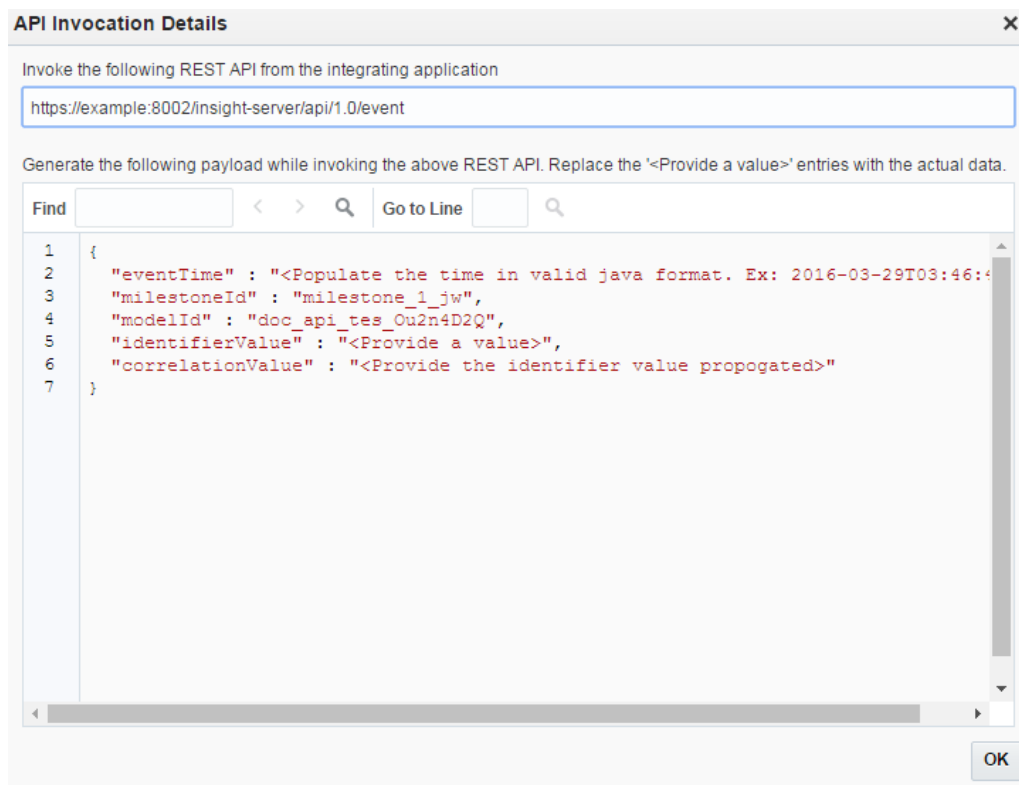 API Invocation Details
Invoke the following REST API from the integrating application
https://example:8002/insight-server/api/1.0/event
Generate the following payload while invoking the above REST API. Replace the '<Provide a value>' entries with the actual data.
Find Go to Line
1 {
2 "eventTime" : "<Populate the time in valid java format. Ex: 2016-03-29T03:46:
3 "milestoneId" : "milestone_1_jw",
4 "modelId" : "doc_api_tes_Ou2n4D2Q",
5 "identifierValue" : "<Provide a value>",
6 "correlationValue" : "<Provide the identifier value propogated>"
7 }
OK